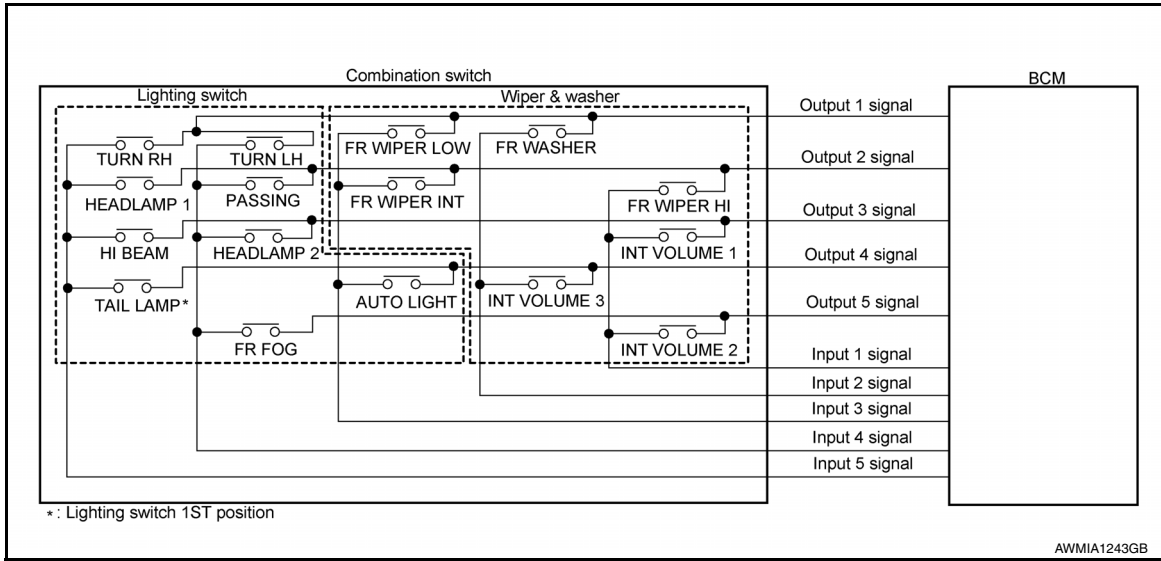 Combination switch
BCM
Lighting switch
Wiper & washer
Output 1 signal
TURN RH
TURN LH
FR WIPER LOW
FR WASHER
Output 2 signal
HEADLAMP 1
PASSING
FR WIPER INT
FR WIPER HI
Output 3 signal
HI BEAM
HEADLAMP 2
INT VOLUME 1
Output 4 signal
TAIL LAMP*
AUTO LIGHT
INT VOLUME 3
Output 5 signal
FR FOG
INT VOLUME 2
Input 1 signal
Input 2 signal
Input 3 signal
Input 4 signal
Input 5 signal
* : Lighting switch 1ST position
AWMIA1243GB